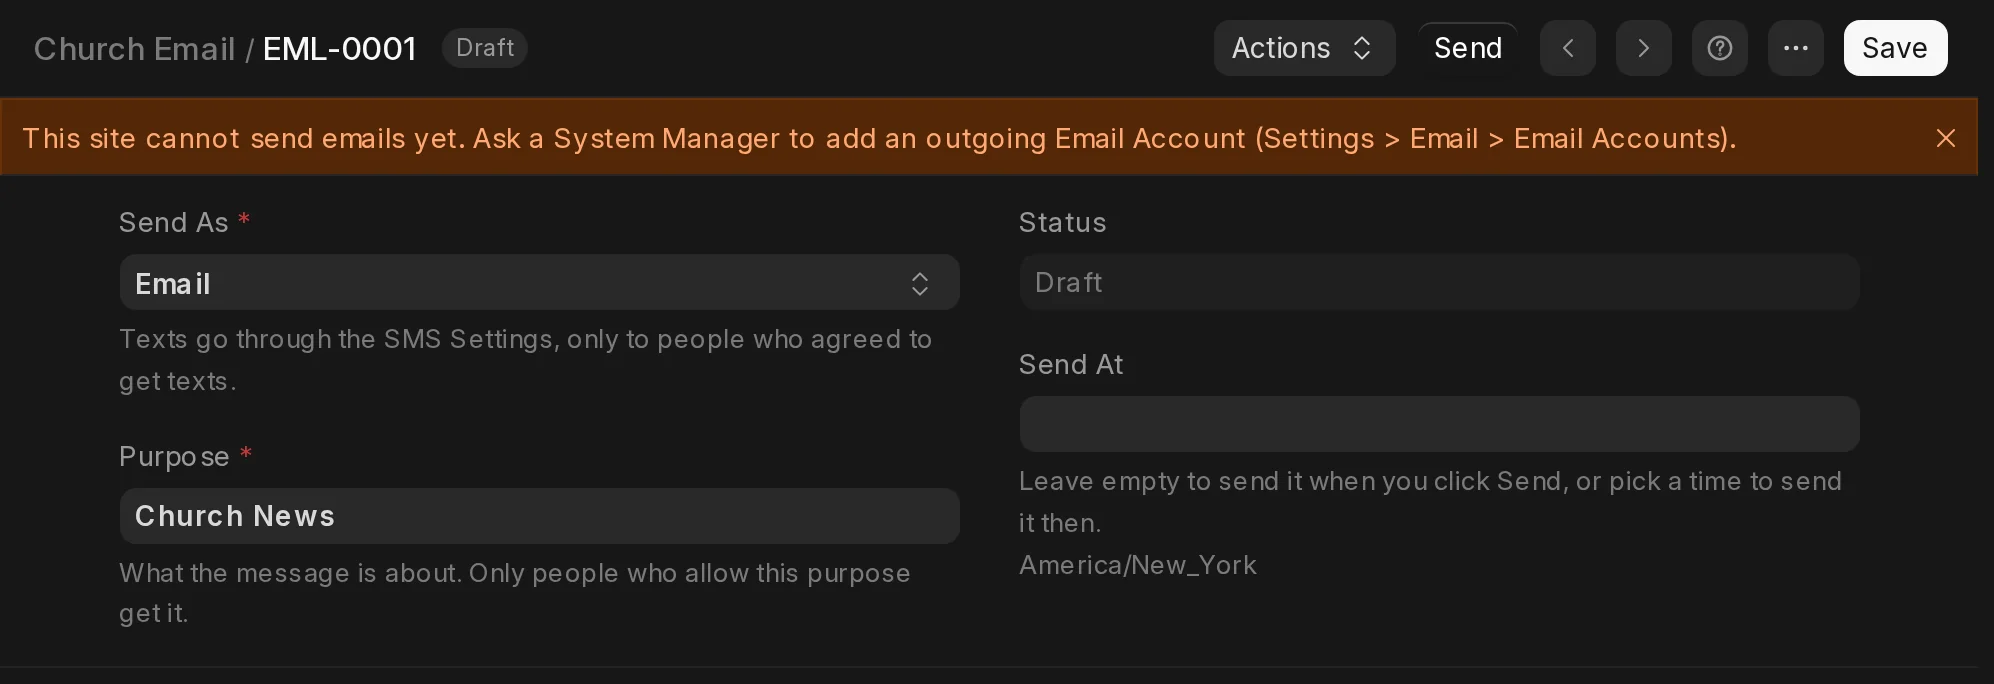 Church Email / EML-0001 Draft Actions Send Save
This site cannot send emails yet. Ask a System Manager to add an outgoing Email Account (Settings > Email > Email Accounts).
Send As *
Email
Texts go through the SMS Settings, only to people who agreed to
get texts.
Purpose *
Church News
What the message is about. Only people who allow this purpose
get it.
Status
Draft
Send At
Leave empty to send it when you click Send, or pick a time to send
it then.
America/New_York